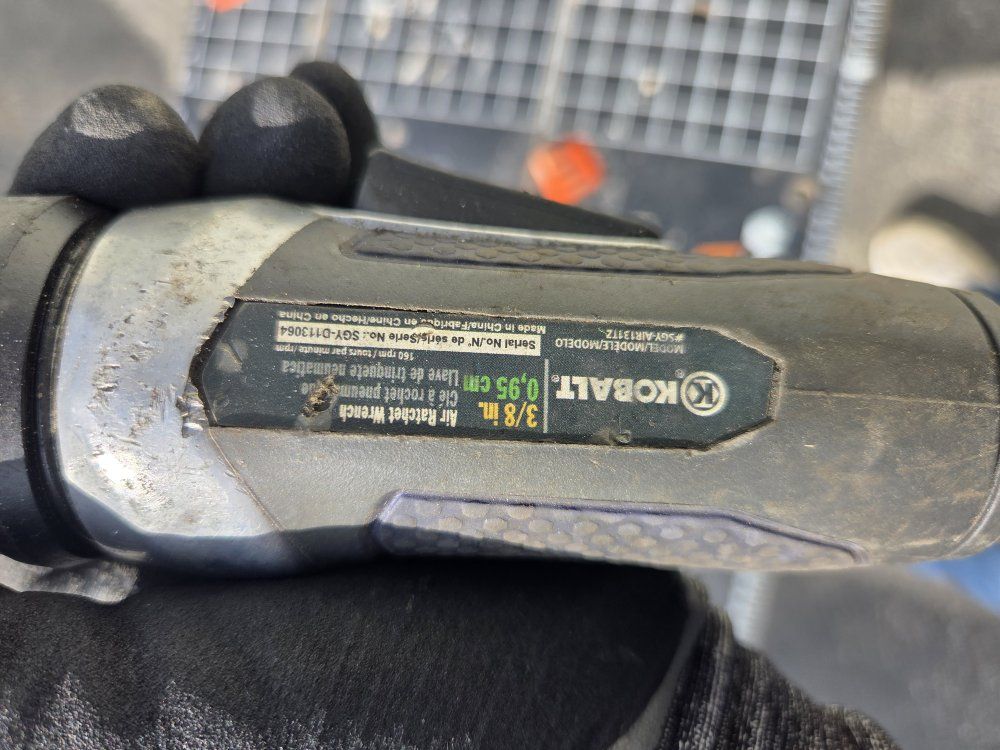 K KOBALT®
MODEL/MODÈLE/MODELO
#SGY-AIR131TZ
3/8 in.
0,95 cm
Air Ratchet Wrench
Clé à rochet pneumatique
Llave de trinquete neumática
160 rpm / tours par minute /rpm
Serial No./N° de série/Serie No.: SGY-D113064
Made in China/Fabriqué en Chine/Hecho en China